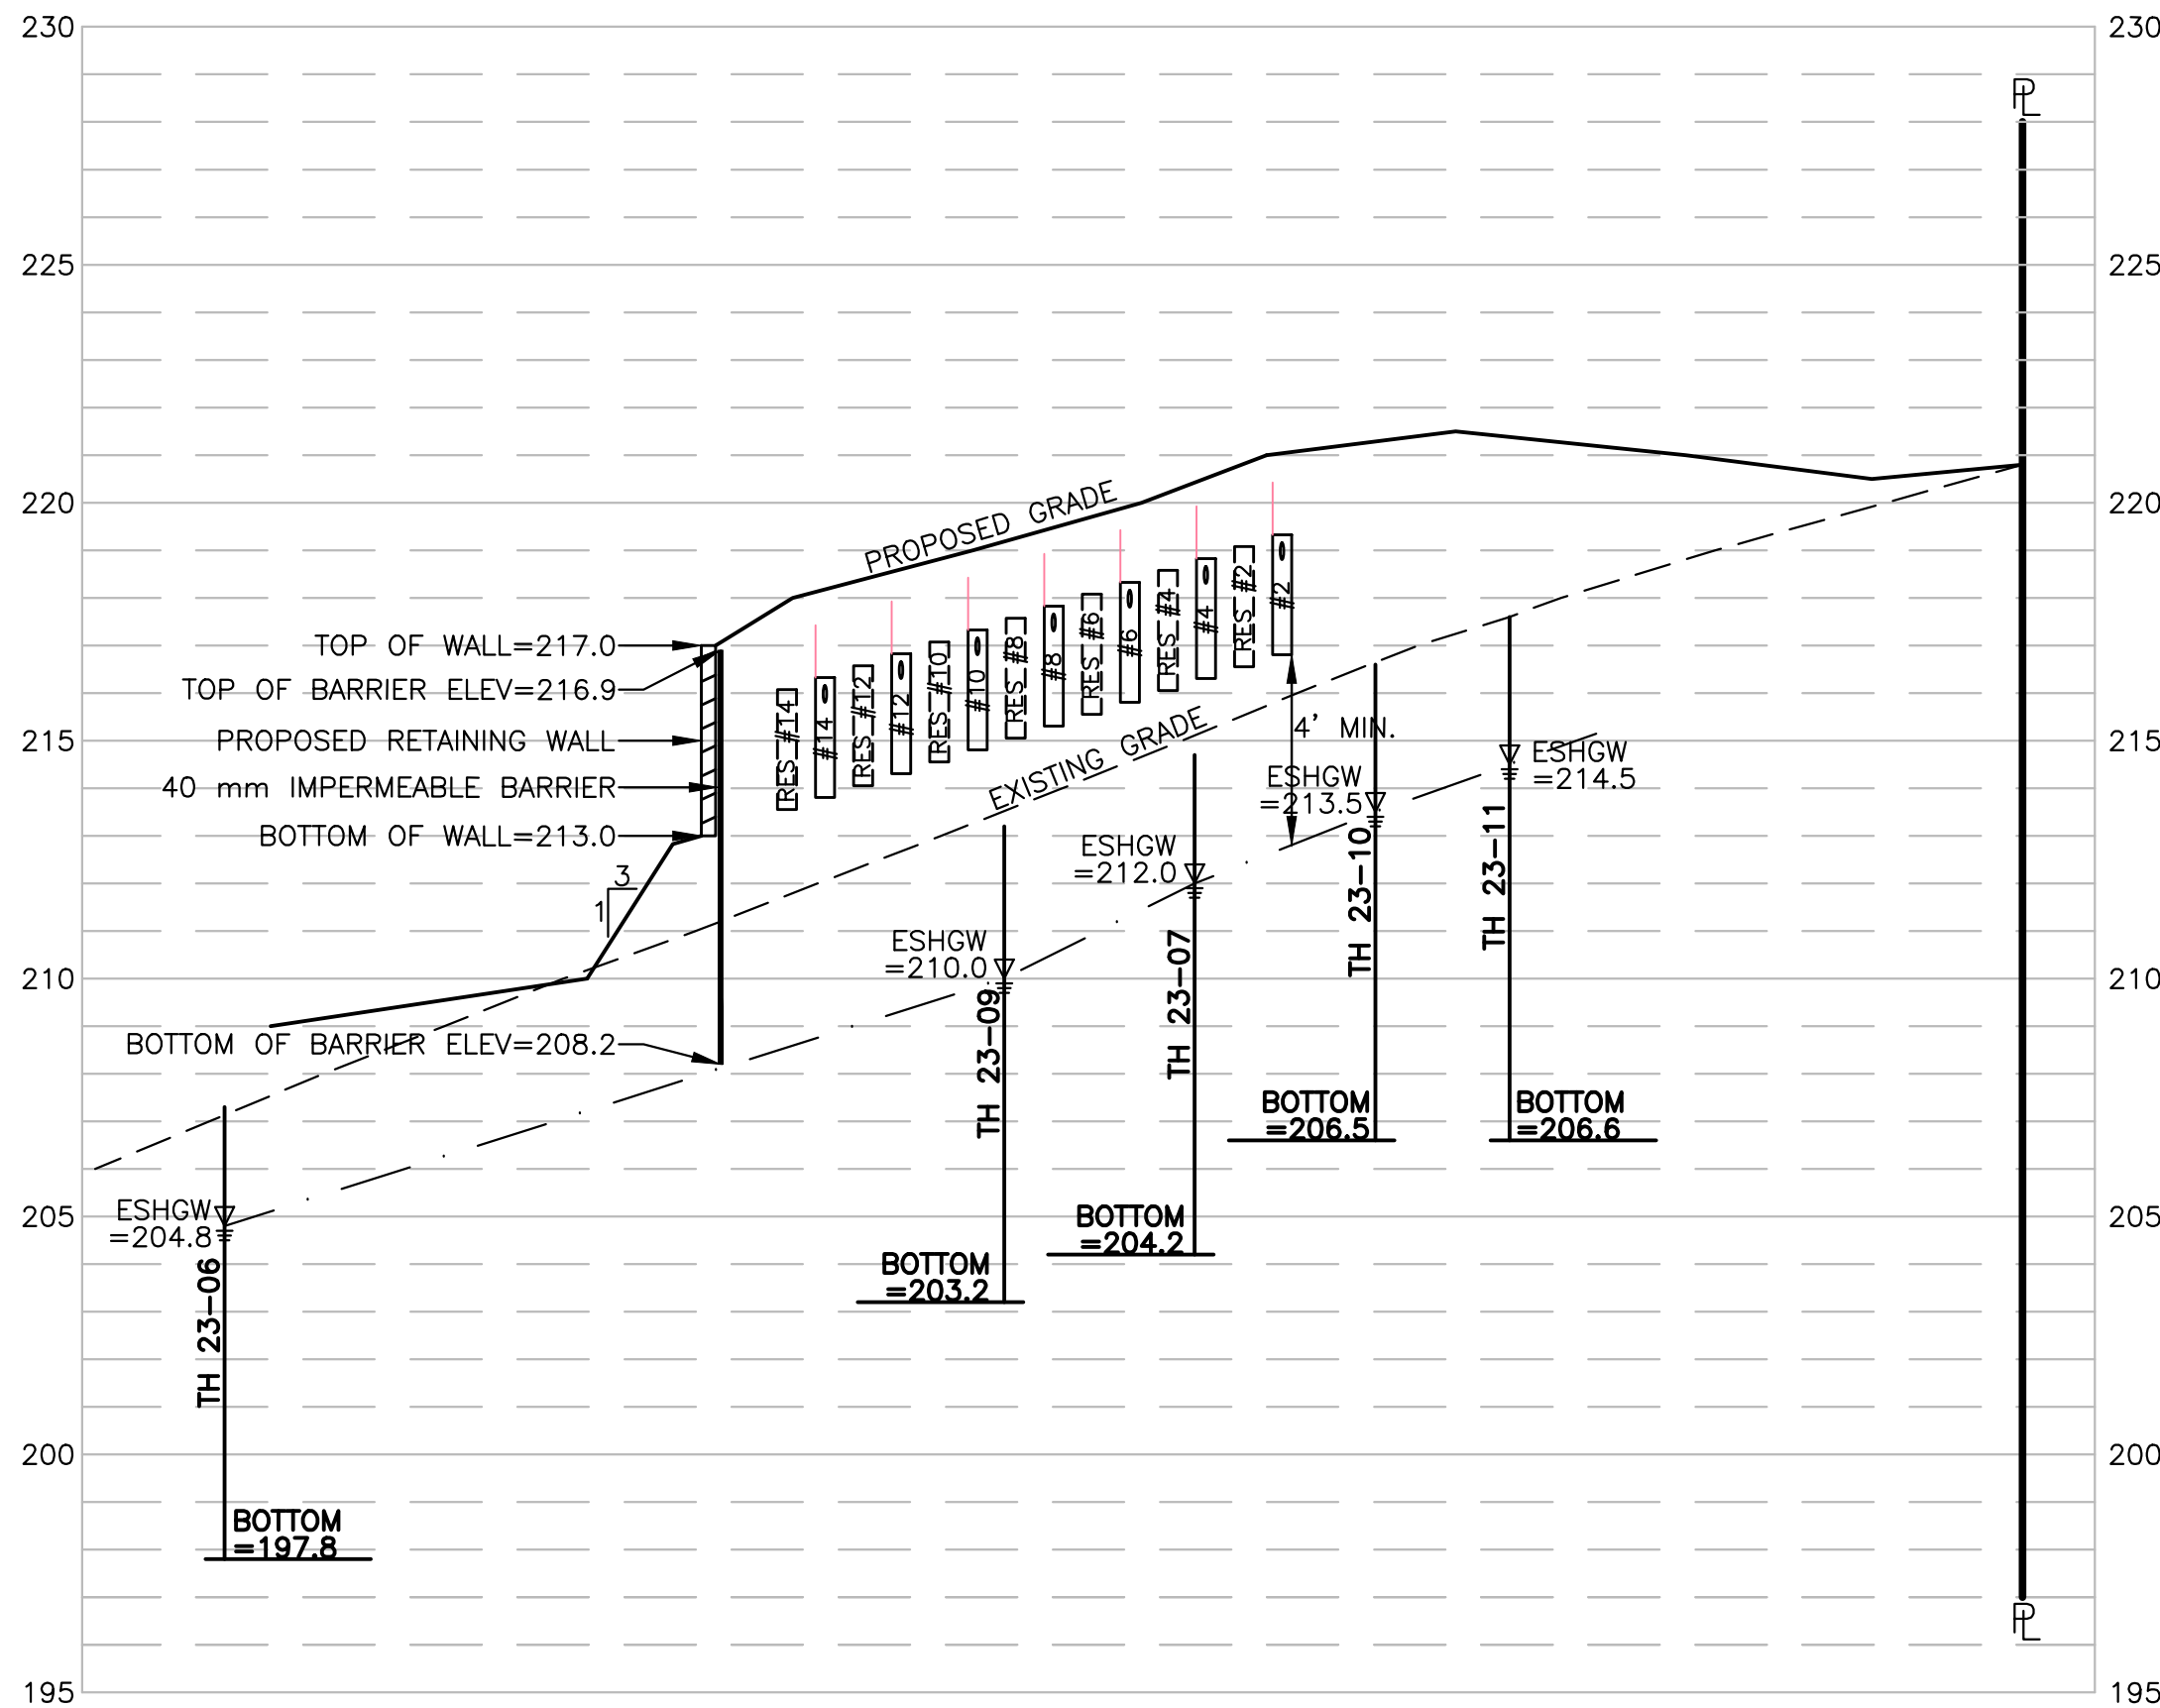 230
230
PL
225
225
220
220
PROPOSED GRADE
TOP OF WALL=217.0
TOP OF BARRIER ELEV=216.9
PROPOSED RETAINING WALL
40 mm IMPERMEABLE BARRIER
BOTTOM OF WALL=213.0
3
1
RES #14
#14
RES #12
#12
RES #10
#10
RES #8
#8
RES #6
#6
RES #4
#4
RES #2
#2
EXISTING GRADE
4' MIN.
215
215
ESHGW
=214.5
ESHGW
=213.5
ESHGW
=212.0
ESHGW
=210.0
TH 23-11
TH 23-10
TH 23-07
TH 23-09
210
210
BOTTOM OF BARRIER ELEV=208.2
BOTTOM
=206.5
BOTTOM
=206.6
ESHGW
=204.8
205
205
BOTTOM
=204.2
BOTTOM
=203.2
TH 23-06
200
200
BOTTOM
=197.8
PL
195
195